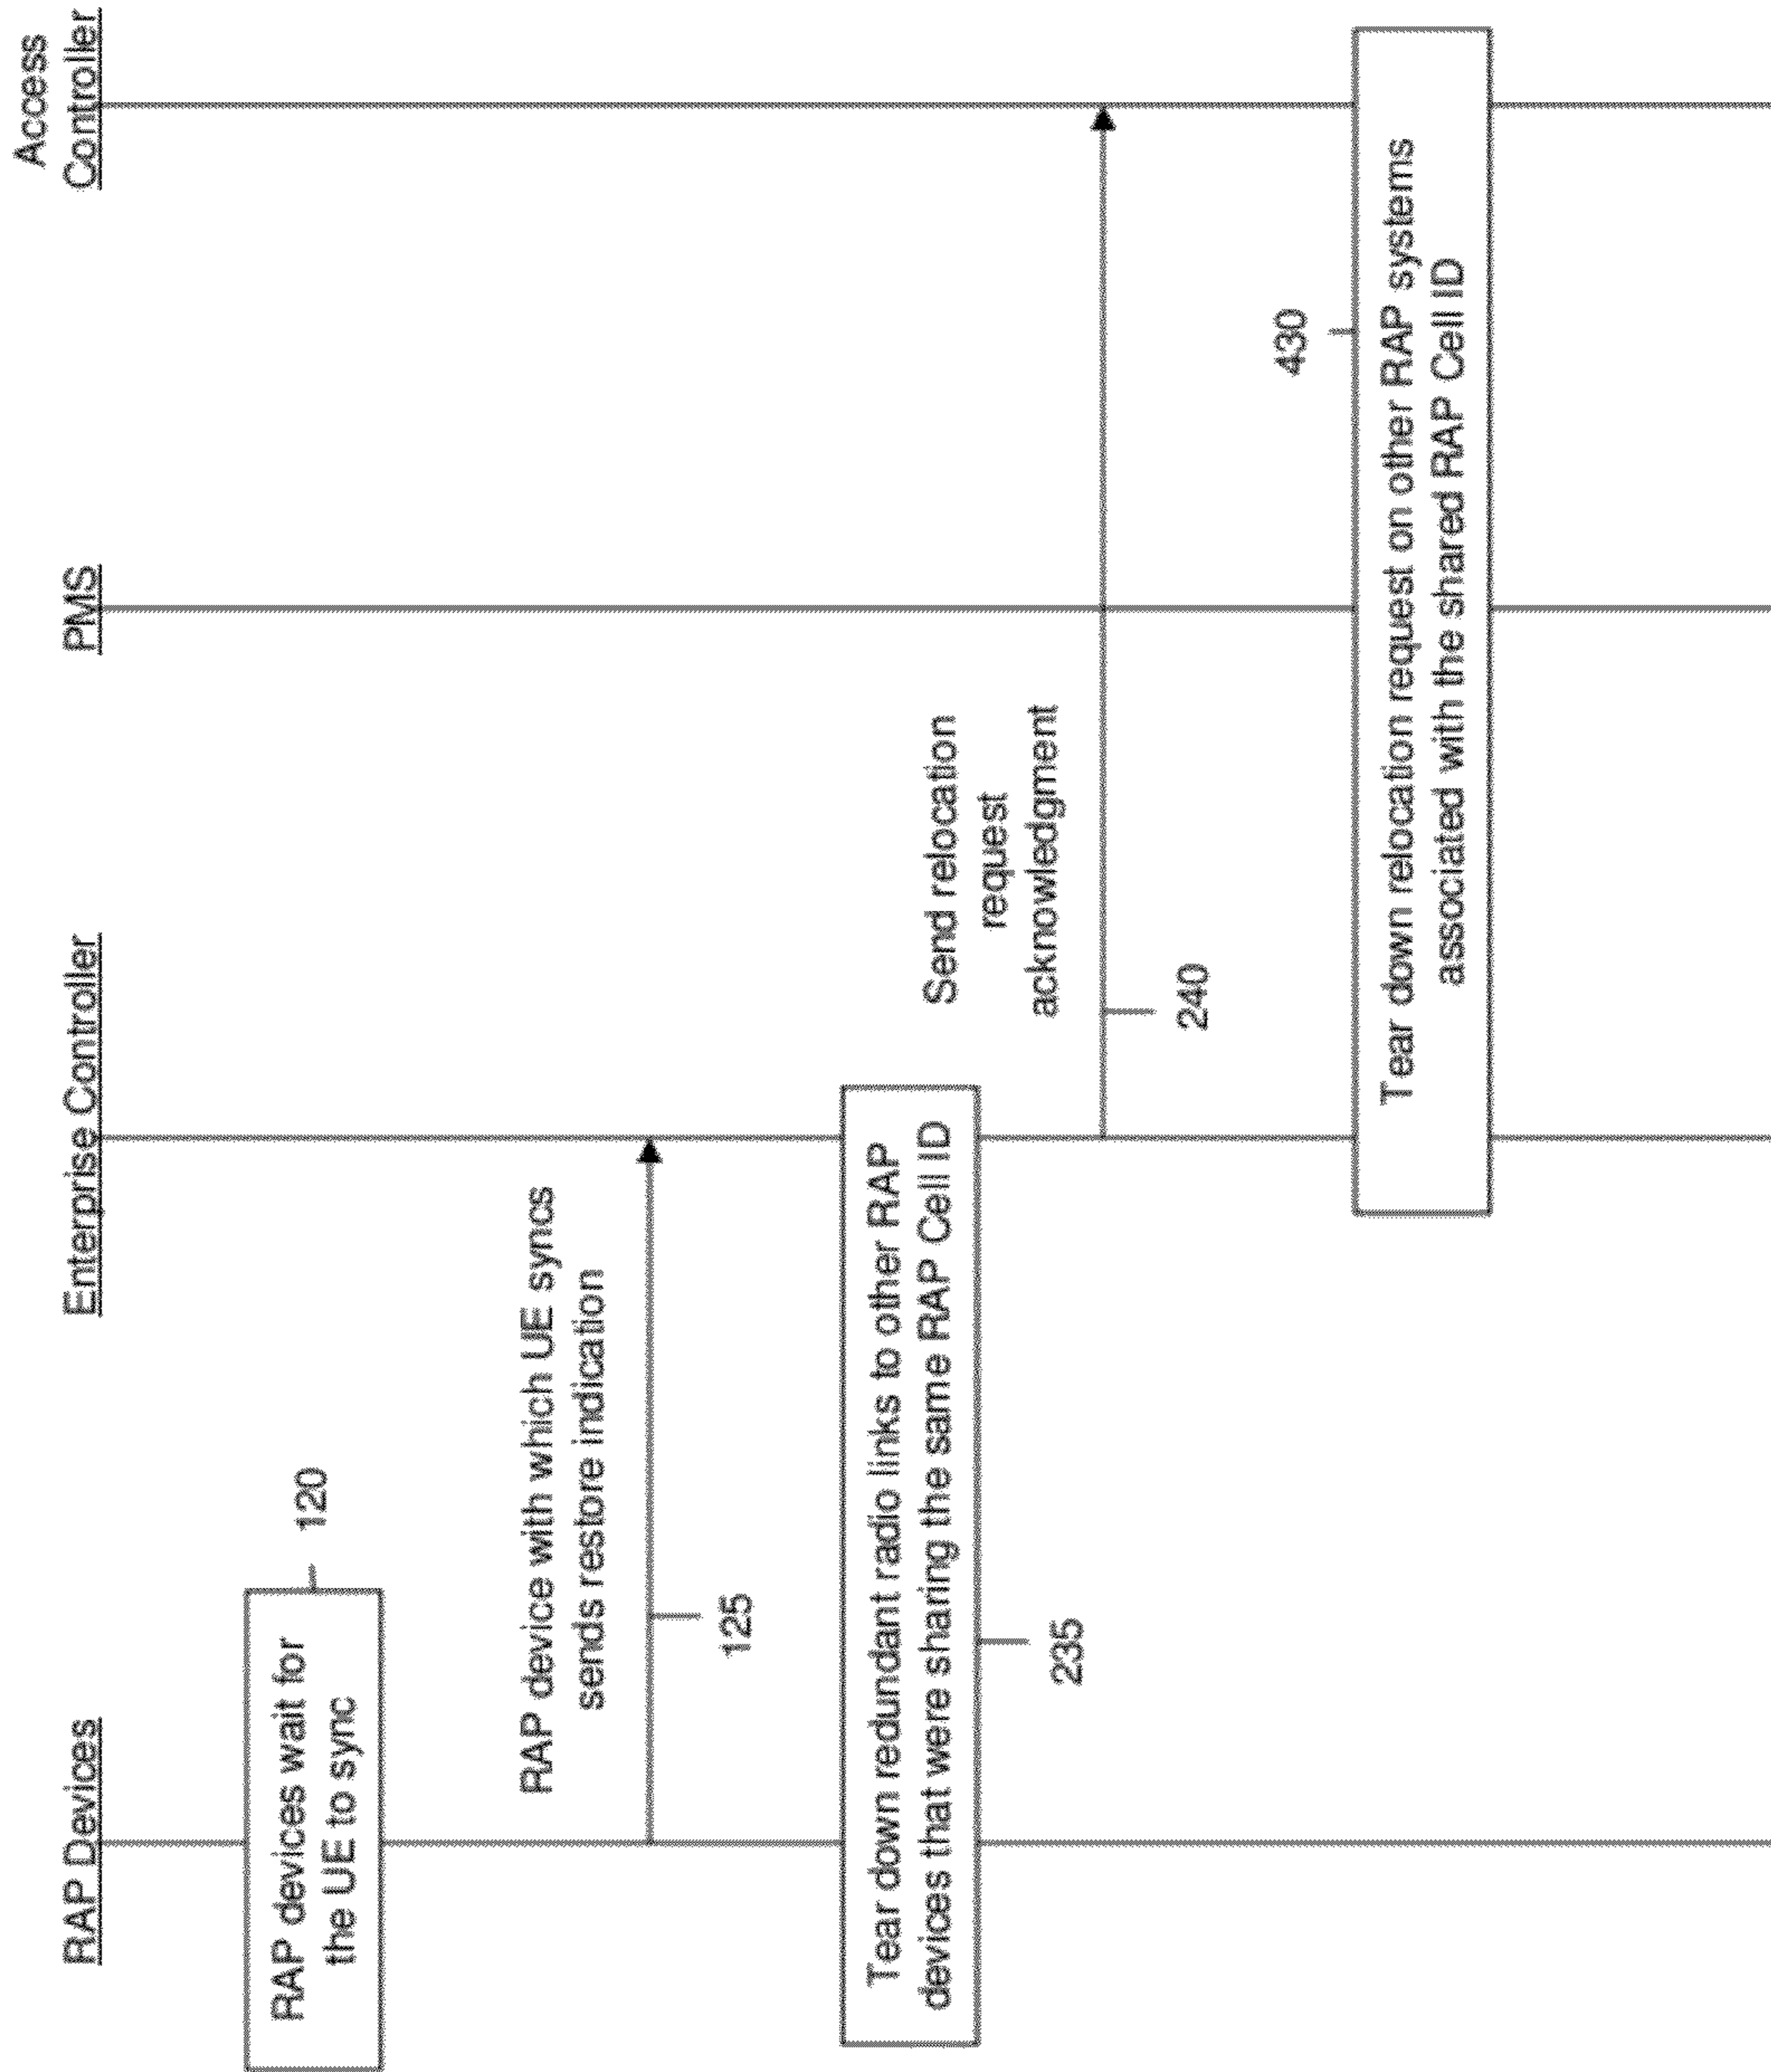 RAP Devices
Enterprise Controller
PMS
Access
Controller
RAP devices wait for
the UE to sync
120
RAP device with which UE syncs
sends restore indication
125
Tear down redundant radio links to other RAP
devices that were sharing the same RAP Cell ID
235
Send relocation
request
acknowledgment
240
430
Tear down relocation request on other RAP systems
associated with the shared RAP Cell ID